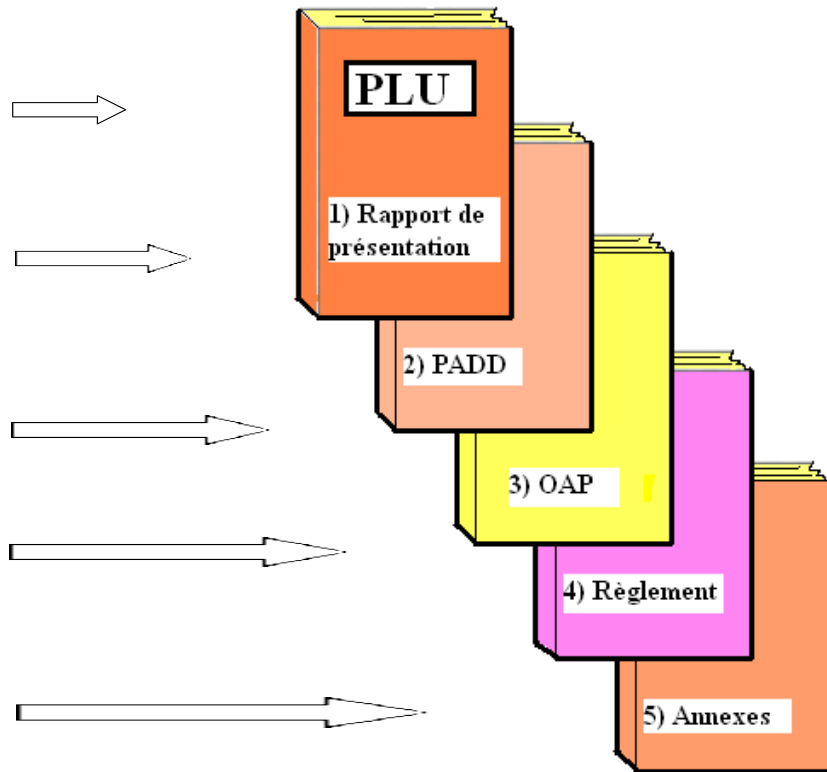 PLU
1) Rapport de
présentation
2) PADD
3) OAP
4) Règlement
5) Annexes